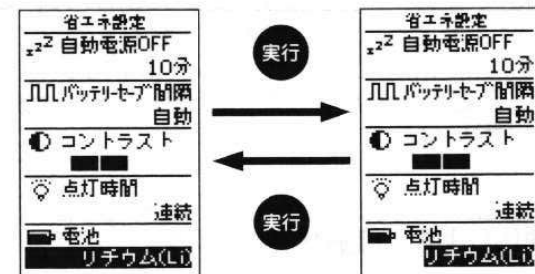 省エネ設定
zzZ 自動電源OFF
10分
バッテリーセーブ間隔
自動
コントラスト
点灯時間
連続
電池
リチウム(Li)
実行
実行
省エネ設定
zzZ 自動電源OFF
10分
バッテリーセーブ間隔
自動
コントラスト
点灯時間
連続
電池
リチウム(Li)